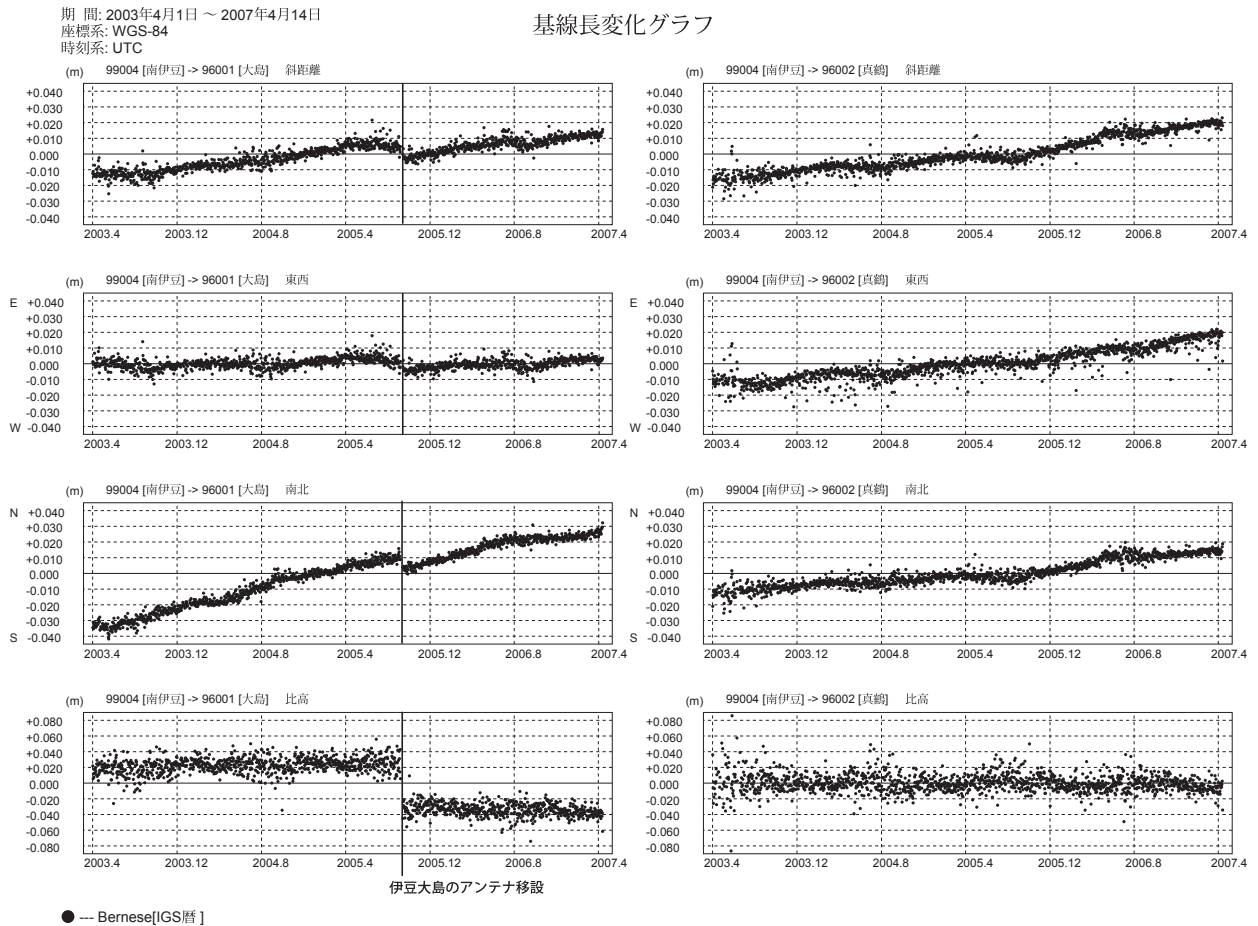 期 間: 2003年4月1日 ～ 2007年4月14日
座標系: WGS-84
時刻系: UTC
基線長変化グラフ
(m) 99004 [南伊豆] -> 96001 [大島] 斜距離
+0.040
+0.030
+0.020
+0.010
0.000
-0.010
-0.020
-0.030
-0.040
2003.4 2003.12 2004.8 2005.4 2005.12 2006.8 2007.4
(m) 99004 [南伊豆] -> 96002 [真鶴] 斜距離
+0.040
+0.030
+0.020
+0.010
0.000
-0.010
-0.020
-0.030
-0.040
2003.4 2003.12 2004.8 2005.4 2005.12 2006.8 2007.4
(m) 99004 [南伊豆] -> 96001 [大島] 東西
E +0.040
+0.030
+0.020
+0.010
0.000
-0.010
-0.020
-0.030
W -0.040
2003.4 2003.12 2004.8 2005.4 2005.12 2006.8 2007.4
(m) 99004 [南伊豆] -> 96002 [真鶴] 東西
E +0.040
+0.030
+0.020
+0.010
0.000
-0.010
-0.020
-0.030
W -0.040
2003.4 2003.12 2004.8 2005.4 2005.12 2006.8 2007.4
(m) 99004 [南伊豆] -> 96001 [大島] 南北
N +0.040
+0.030
+0.020
+0.010
0.000
-0.010
-0.020
-0.030
S -0.040
2003.4 2003.12 2004.8 2005.4 2005.12 2006.8 2007.4
(m) 99004 [南伊豆] -> 96002 [真鶴] 南北
N +0.040
+0.030
+0.020
+0.010
0.000
-0.010
-0.020
-0.030
S -0.040
2003.4 2003.12 2004.8 2005.4 2005.12 2006.8 2007.4
(m) 99004 [南伊豆] -> 96001 [大島] 比高
+0.080
+0.060
+0.040
+0.020
0.000
-0.020
-0.040
-0.060
-0.080
2003.4 2003.12 2004.8 2005.4 2005.12 2006.8 2007.4
(m) 99004 [南伊豆] -> 96002 [真鶴] 比高
+0.080
+0.060
+0.040
+0.020
0.000
-0.020
-0.040
-0.060
-0.080
2003.4 2003.12 2004.8 2005.4 2005.12 2006.8 2007.4
伊豆大島のアンテナ移設
● --- Bernese[IGS暦 ]